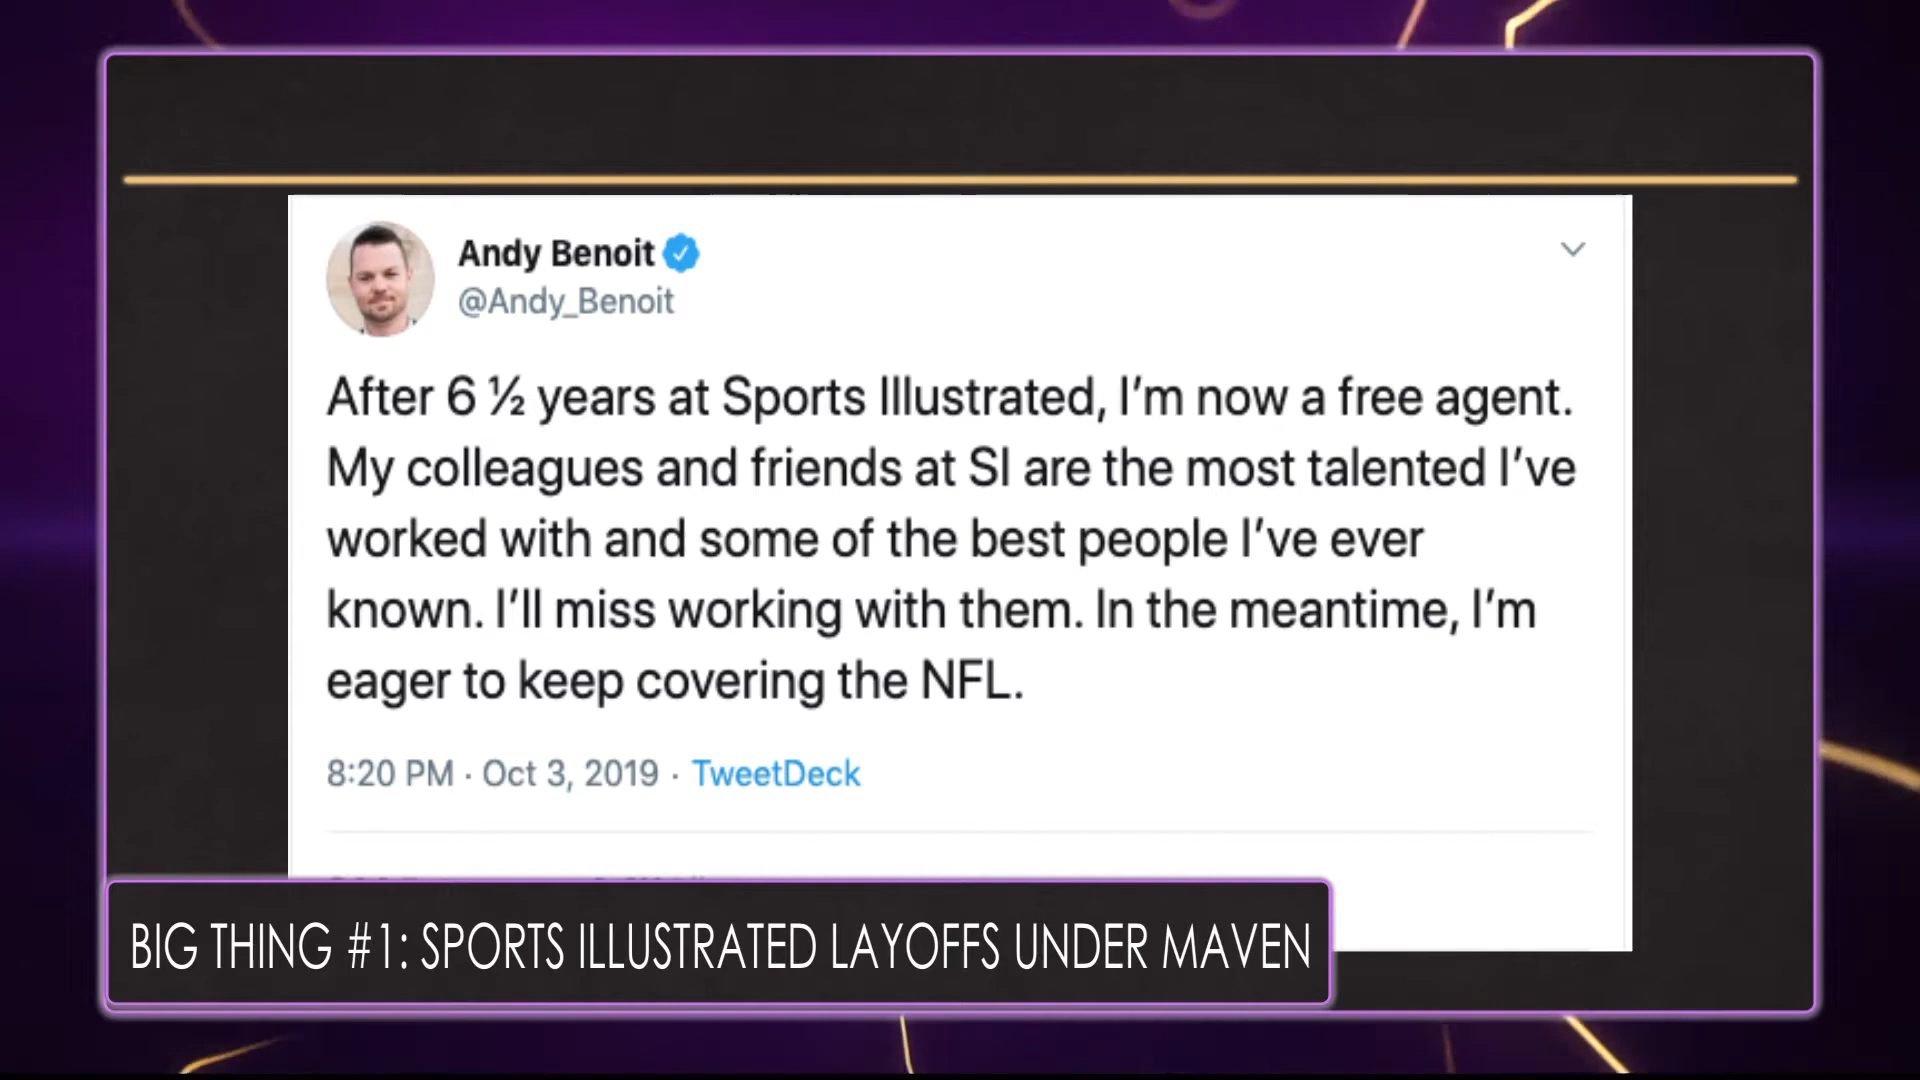 Andy Benoit
@Andy_Benoit
After 6 ½ years at Sports Illustrated, I’m now a free agent.
My colleagues and friends at SI are the most talented I’ve
worked with and some of the best people I’ve ever
known. I’ll miss working with them. In the meantime, I’m
eager to keep covering the NFL.
8:20 PM · Oct 3, 2019 · TweetDeck
BIG THING #1: SPORTS ILLUSTRATED LAYOFFS UNDER MAVEN